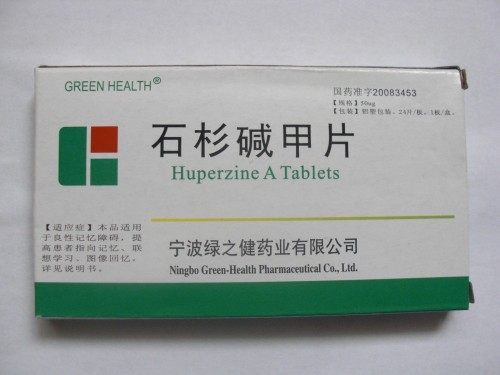 GREEN HEALTH®
国药准字20083453
【规格】50ug
【包装】铝塑包装，24片/板，1板/盒。
石杉碱甲片
Huperzine A Tablets
【适应症】本品适用
于良性记忆障碍，提
高患者指向记忆、联
想学习、图像回忆。
详见说明书。
宁波绿之健药业有限公司
Ningbo Green-Health Pharmaceutical Co., Ltd.